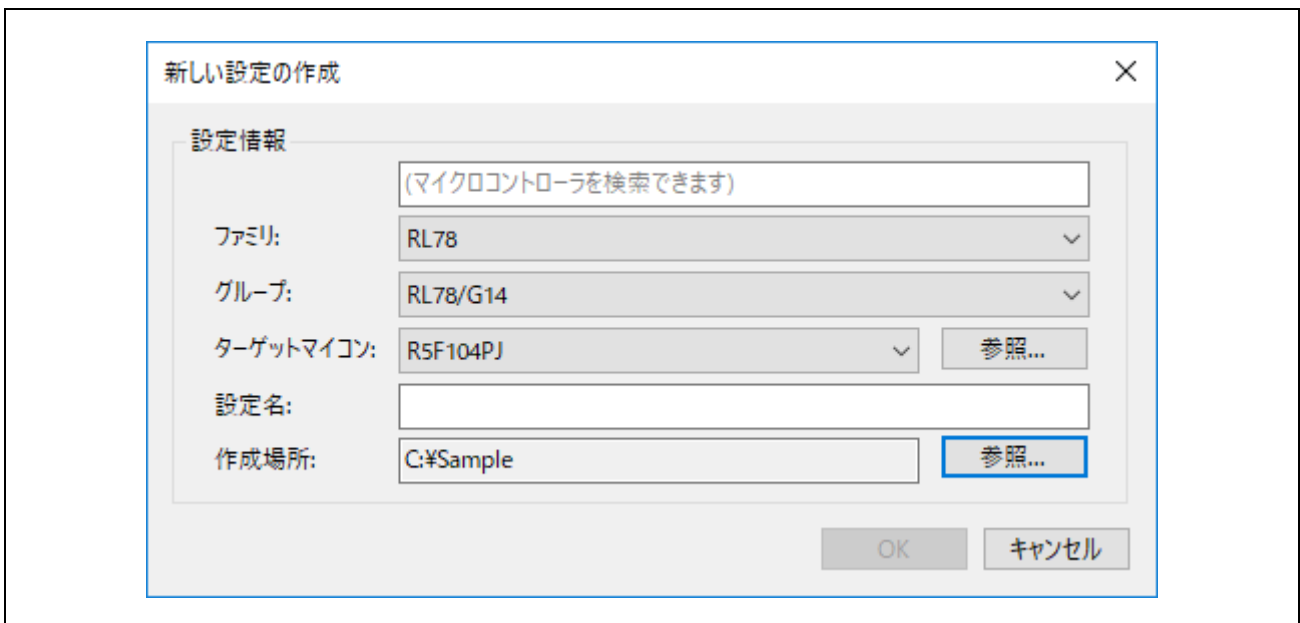 新しい設定の作成
設定情報
(マイクロコントローラを検索できます)
ファミリ: RL78
グループ: RL78/G14
ターゲットマイコン: R5F104PJ 参照...
設定名:
作成場所: C:¥Sample 参照...
OK キャンセル